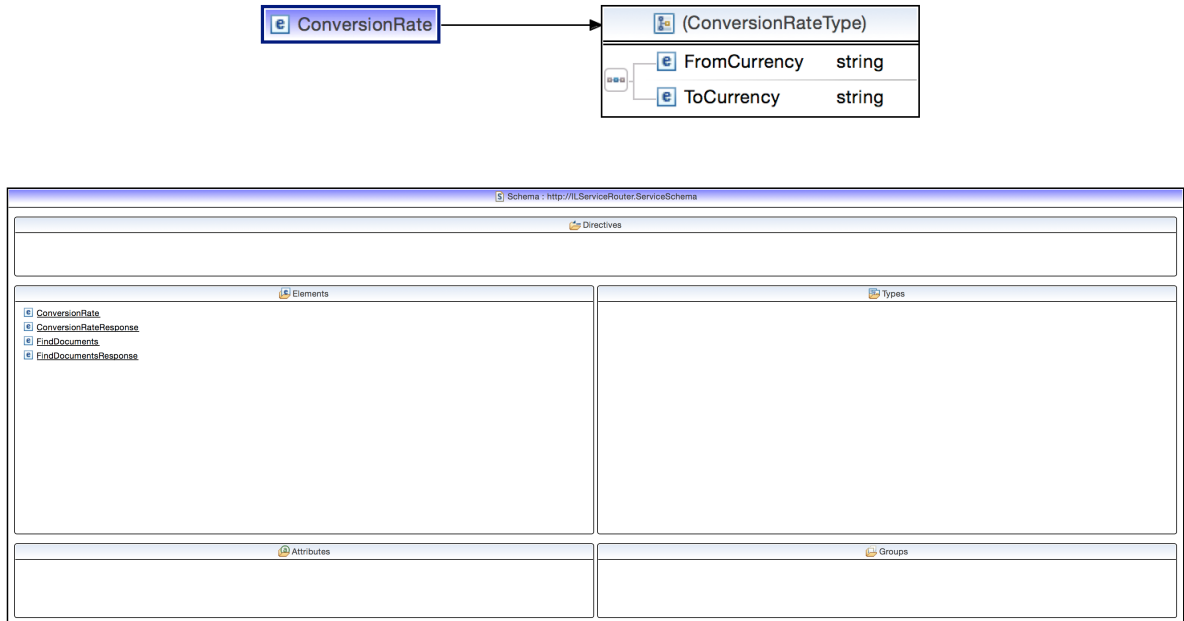 e ConversionRate
(ConversionRateType)
e FromCurrency string
e ToCurrency string
S Schema : http://ILServiceRouter.ServiceSchema
Directives
e Elements
Types
e ConversionRate
e ConversionRateResponse
e FindDocuments
e FindDocumentsResponse
Attributes
Groups